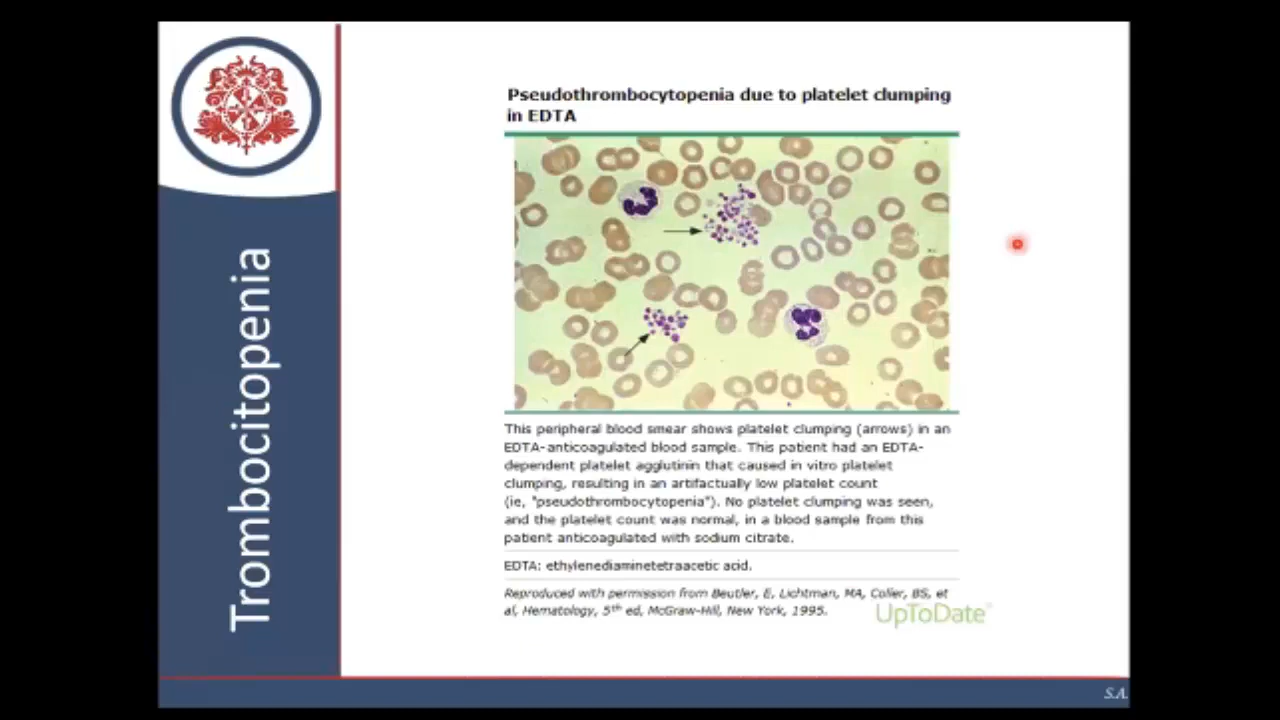 Trombocitopenia
Pseudothrombocytopenia due to platelet clumping
in EDTA
This peripheral blood smear shows platelet clumping (arrows) in an
EDTA-anticoagulated blood sample. This patient had an EDTA-
dependent platelet agglutinin that caused in vitro platelet
clumping, resulting in an artifactually low platelet count
(ie, "pseudothrombocytopenia"). No platelet clumping was seen,
and the platelet count was normal, in a blood sample from this
patient anticoagulated with sodium citrate.
EDTA: ethylenediaminetetraacetic acid.
Reproduced with permission from Beutler, E, Lichtman, MA, Coller, BS, et
al, Hematology, 5th ed, McGraw-Hill, New York, 1995.
UpToDate®
S.A.